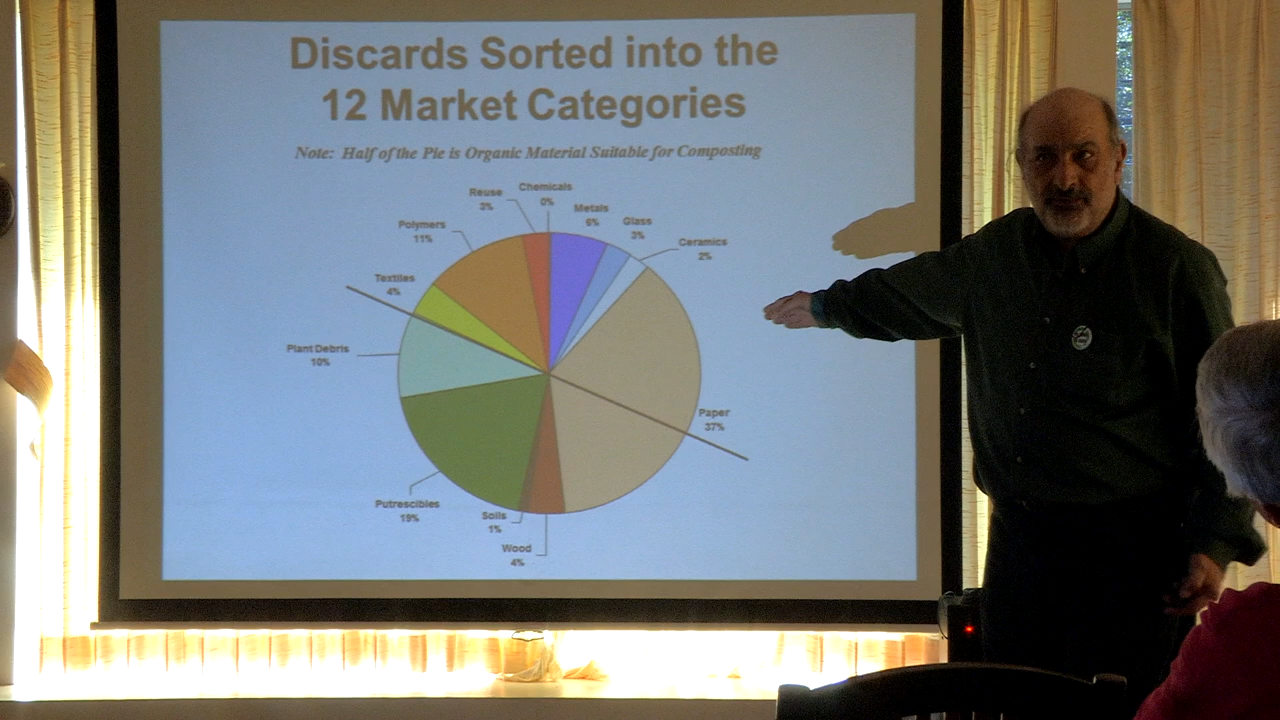 Discards Sorted into the
12 Market Categories
Note: Half of the Pie is Organic Material Suitable for Composting
Chemicals
0%
Reuse
3%
Metals
6%
Glass
3%
Polymers
11%
Ceramics
2%
Textiles
4%
Plant Debris
10%
Paper
37%
Putrescibles
19%
Soils
1%
Wood
4%